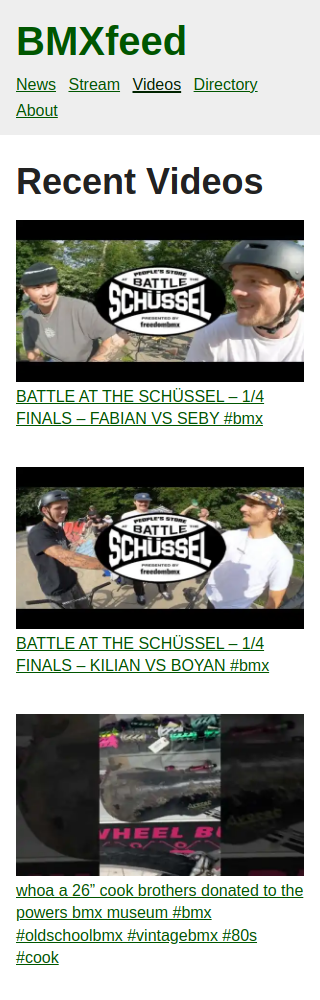 BMXfeed
News Stream Videos Directory
About
Recent Videos
PEOPLE'S STORE
BATTLE
SCHÜSSEL
PRESENTED BY
freedombmx
BATTLE AT THE SCHÜSSEL – 1/4
FINALS – FABIAN VS SEBY #bmx
PEOPLE'S STORE
BATTLE
SCHÜSSEL
PRESENTED BY
freedombmx
BATTLE AT THE SCHÜSSEL – 1/4
FINALS – KILIAN VS BOYAN #bmx
WHEEL
whoa a 26” cook brothers donated to the
powers bmx museum #bmx
#oldschoolbmx #vintagebmx #80s
#cook